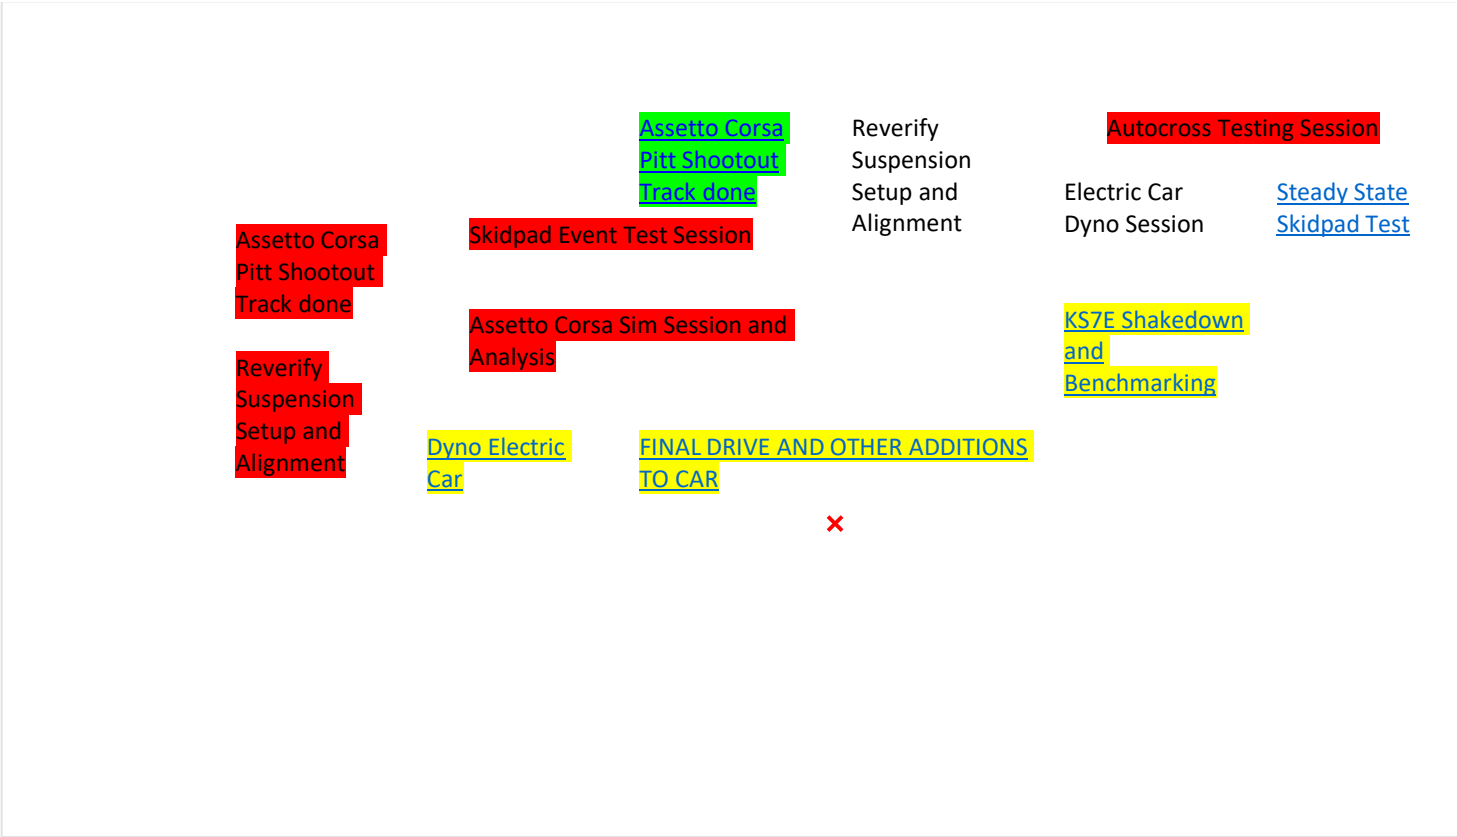 Assetto Corsa
Pitt Shootout
Track done
Reverify
Suspension
Setup and
Alignment
Autocross Testing Session
Electric Car
Dyno Session
Steady State
Skidpad Test
Assetto Corsa
Pitt Shootout
Track done
Skidpad Event Test Session
Assetto Corsa Sim Session and
Analysis
KS7E Shakedown
and
Benchmarking
Reverify
Suspension
Setup and
Alignment
Dyno Electric
Car
FINAL DRIVE AND OTHER ADDITIONS
TO CAR